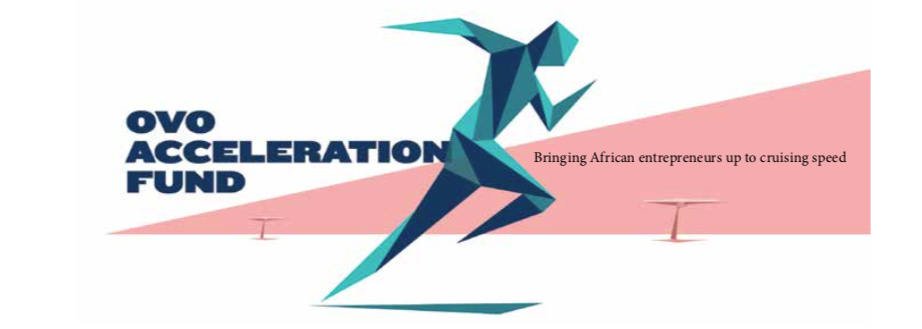 OVO
ACCELERATION
FUND
Bringing African entrepreneurs up to cruising speed